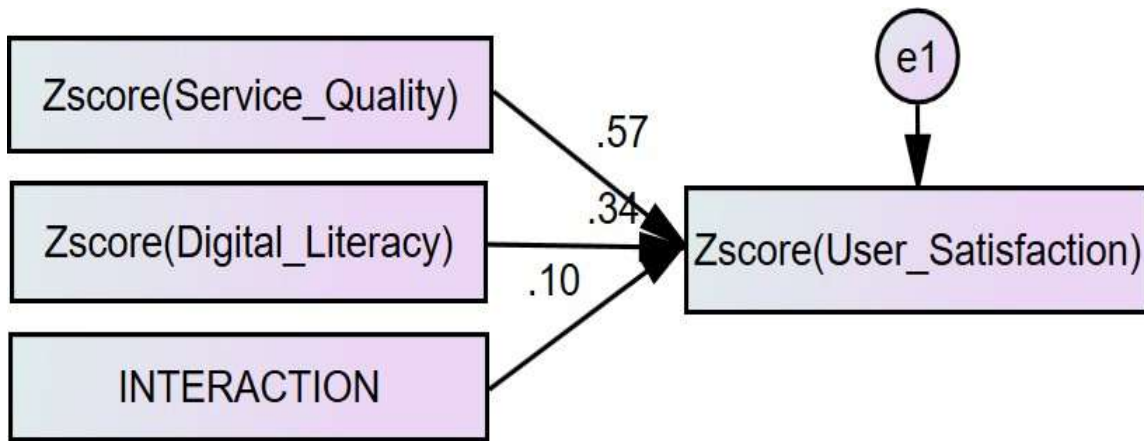 e1
Zscore(Service_Quality)
.57
Zscore(Digital_Literacy)
.34
Zscore(User_Satisfaction)
.10
INTERACTION